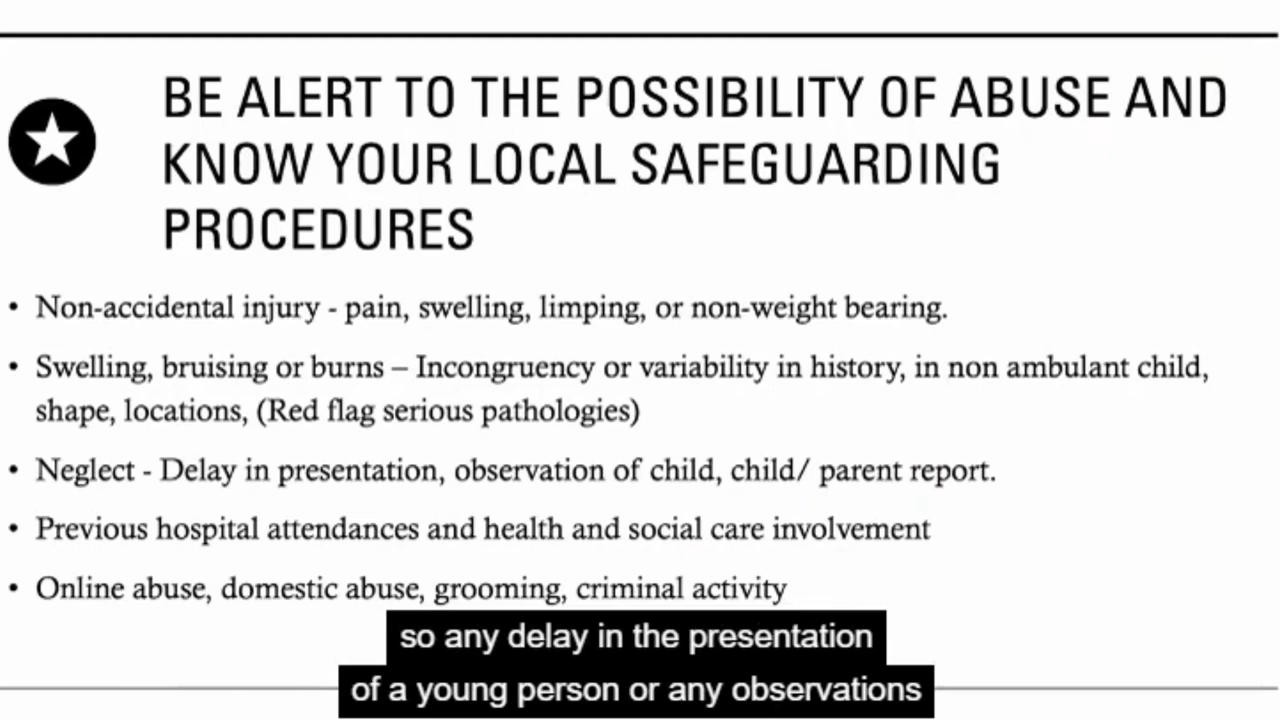 BE ALERT TO THE POSSIBILITY OF ABUSE AND
KNOW YOUR LOCAL SAFEGUARDING
PROCEDURES
• Non-accidental injury - pain, swelling, limping, or non-weight bearing.
• Swelling, bruising or burns – Incongruency or variability in history, in non ambulant child,
shape, locations, (Red flag serious pathologies)
• Neglect - Delay in presentation, observation of child, child/ parent report.
• Previous hospital attendances and health and social care involvement
• Online abuse, domestic abuse, grooming, criminal activity
so any delay in the presentation
of a young person or any observations